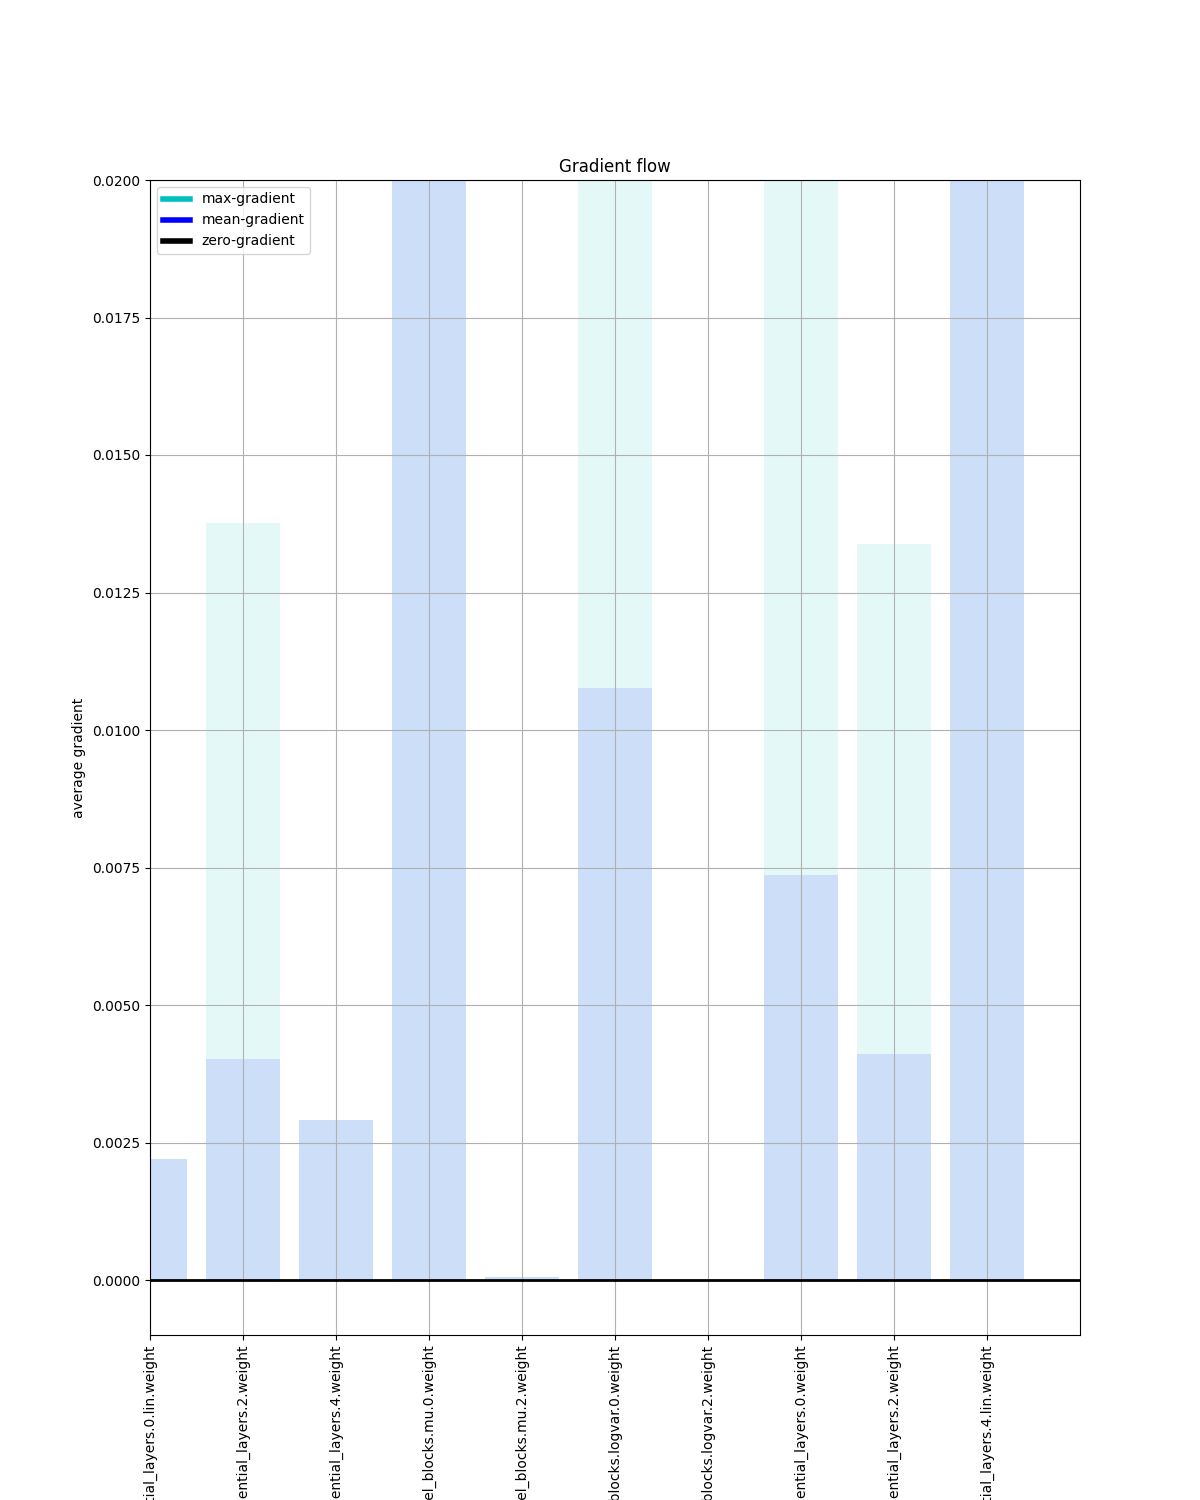 Gradient flow
max-gradient
mean-gradient
zero-gradient
0.0200
0.0175
0.0150
0.0125
0.0100
0.0075
0.0050
0.0025
0.0000
average gradient
tial_layers.0.lin.weight
ential_layers.2.weight
ential_layers.4.weight
el_blocks.mu.0.weight
el_blocks.mu.2.weight
blocks.logvar.0.weight
blocks.logvar.2.weight
ential_layers.0.weight
ential_layers.2.weight
tial_layers.4.lin.weight